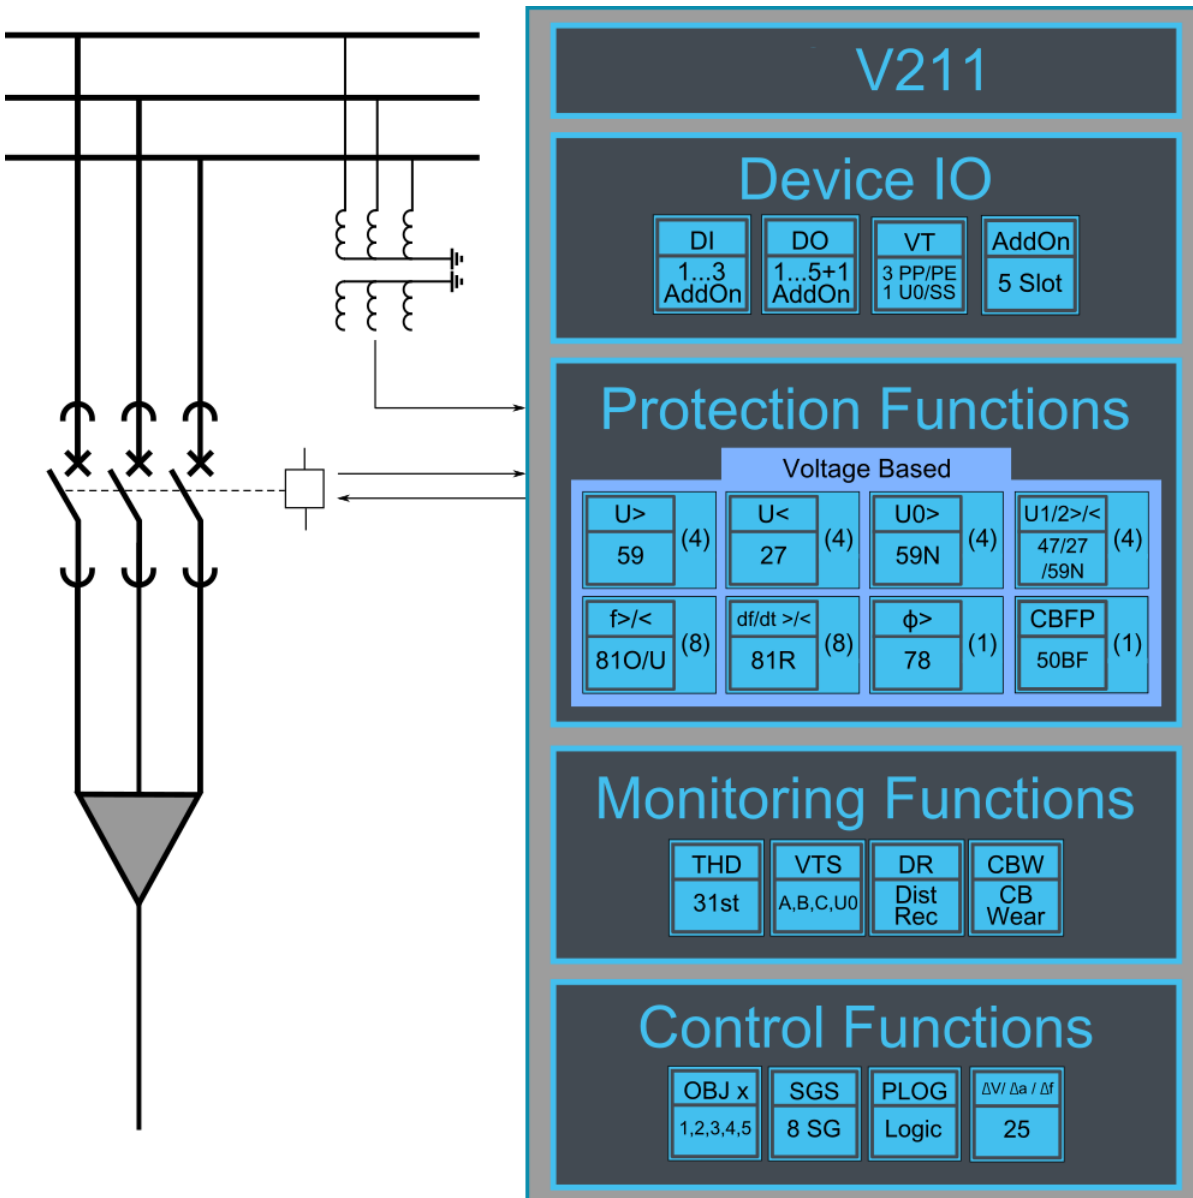 V211
Device IO
DI
1...3
AddOn
DO
1...5+1
AddOn
VT
3 PP/PE
1 U0/SS
AddOn
5 Slot
Protection Functions
Voltage Based
U>
59
(4)
U<
27
(4)
U0>
59N
(4)
U1/2>/<
47/27
/59N
(4)
f>/<
81O/U
(8)
df/dt >/<
81R
(8)
ϕ>
78
(1)
CBFP
50BF
(1)
Monitoring Functions
THD
31st
VTS
A,B,C,U0
DR
Dist
Rec
CBW
CB
Wear
Control Functions
OBJ x
1,2,3,4,5
SGS
8 SG
PLOG
Logic
ΔV/ Δa / Δf
25